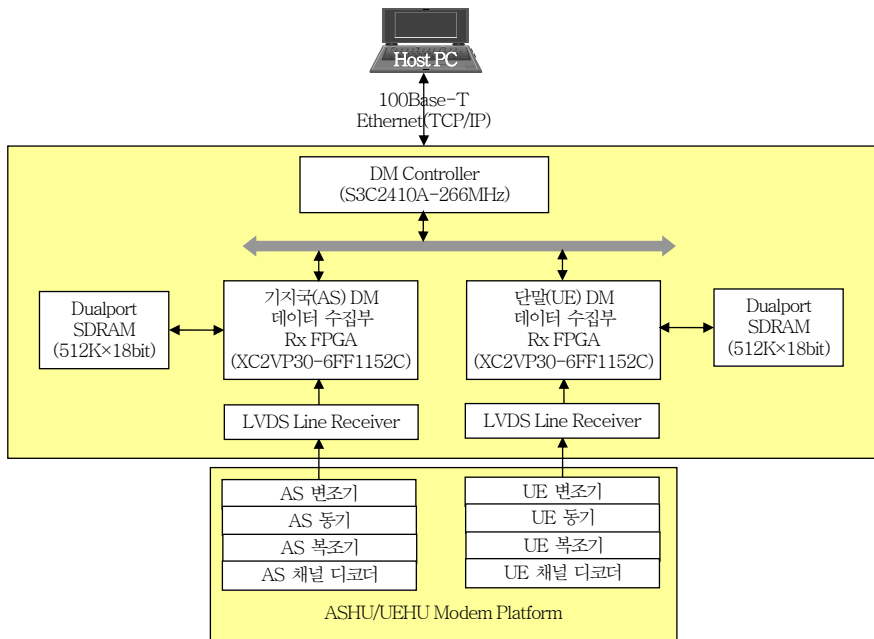 Host PC
100Base-T
Ethernet(TCP/IP)
DM Controller
(S3C2410A-266MHz)
Dualport
SDRAM
(512K×18bit)
기지국(AS) DM
데이터 수집부
Rx FPGA
(XC2VP30-6FF1152C)
단말(UE) DM
데이터 수집부
Rx FPGA
(XC2VP30-6FF1152C)
Dualport
SDRAM
(512K×18bit)
LVDS Line Receiver
LVDS Line Receiver
AS 변조기
AS 동기
AS 복조기
AS 채널 디코더
UE 변조기
UE 동기
UE 복조기
UE 채널 디코더
ASHU/UEHU Modem Platform